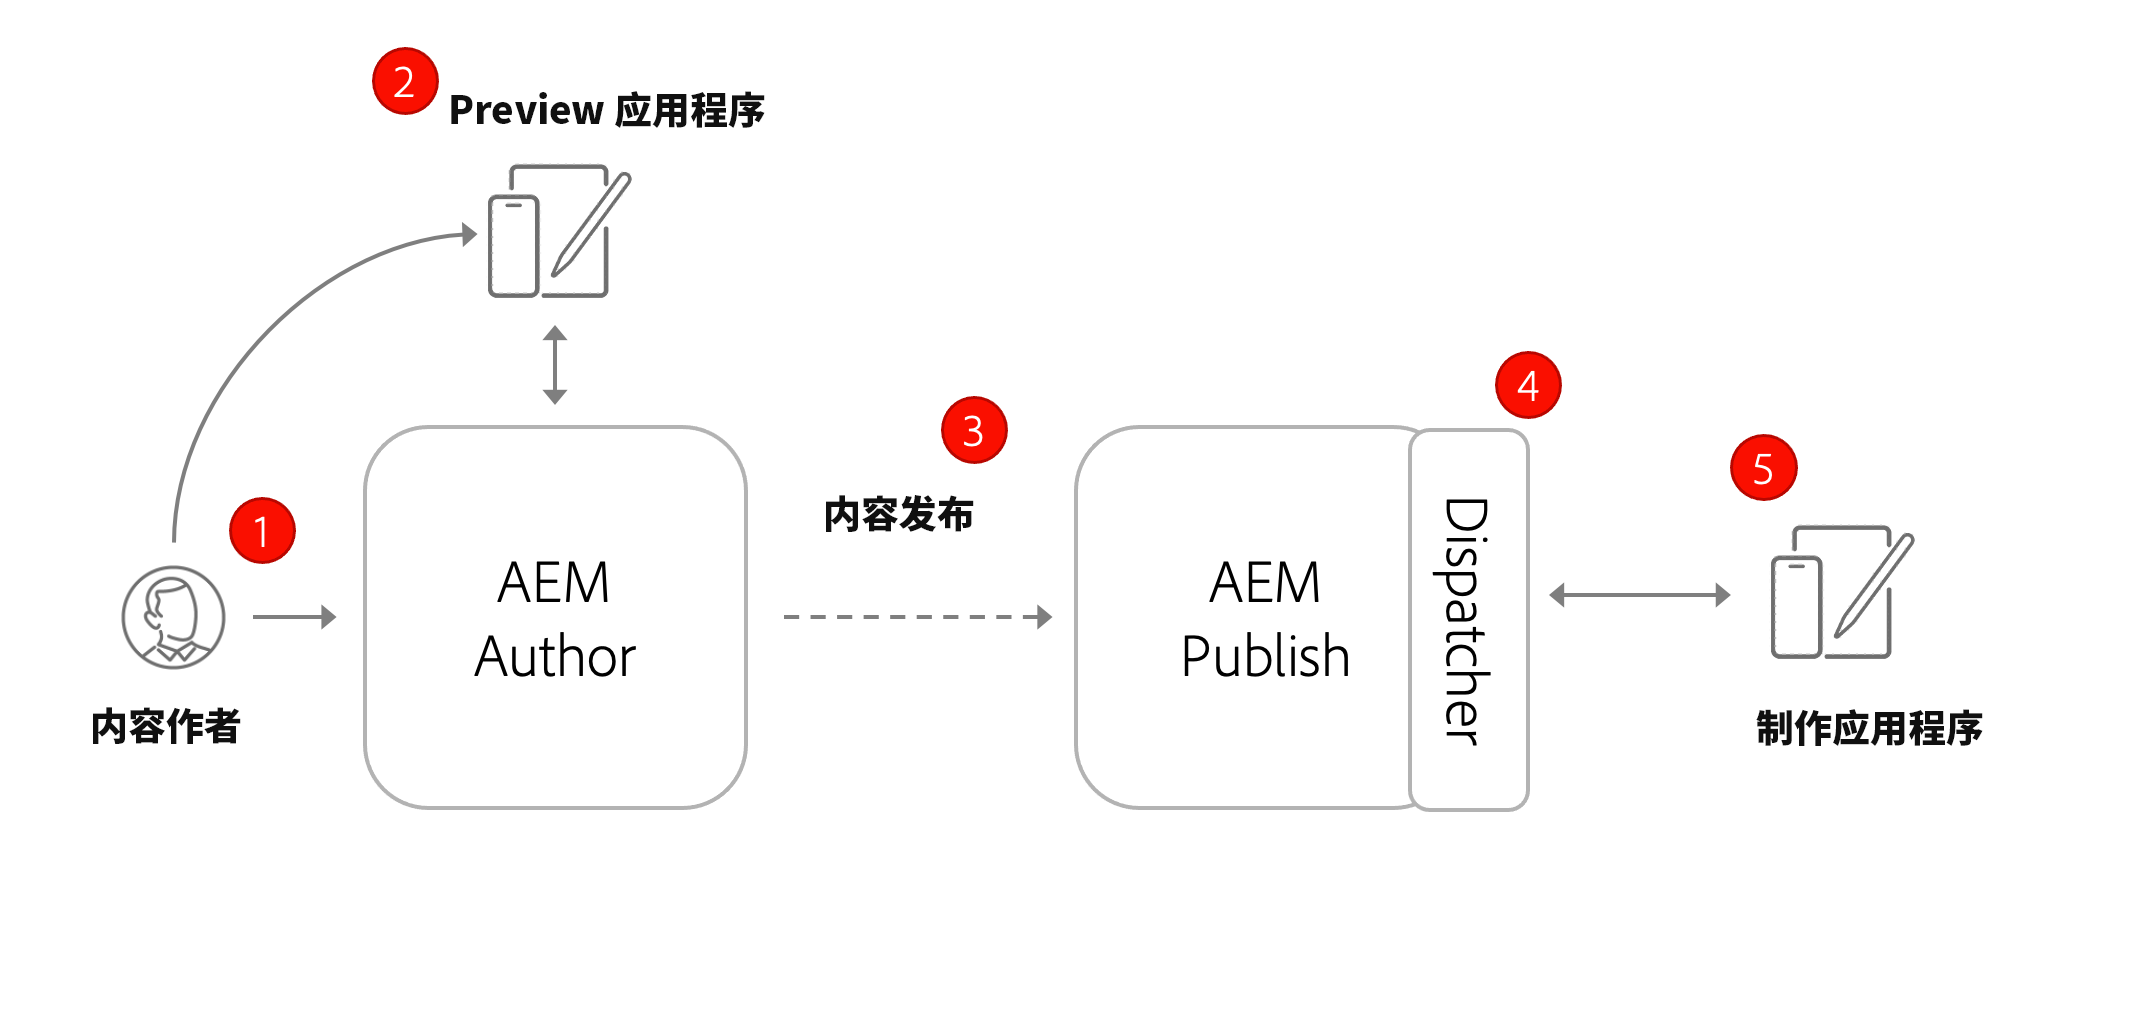 2
Preview 应用程序
1
内容作者
AEM
Author
3
内容发布
AEM
Publish
4
Dispatcher
5
制作应用程序